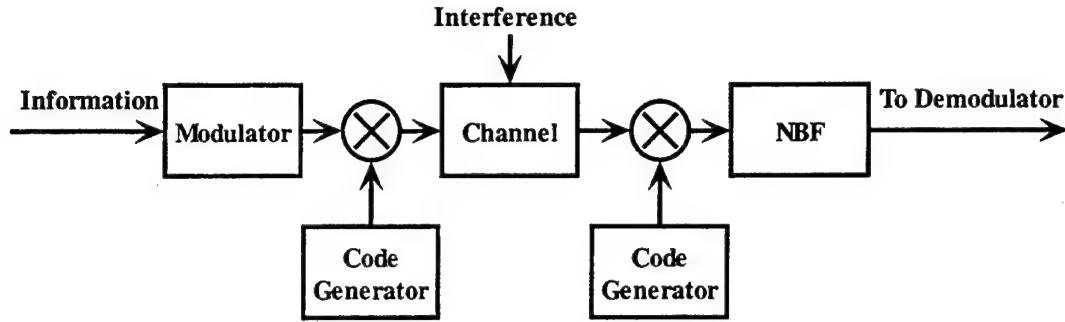 Interference
Information
Modulator
Channel
NBF
To Demodulator
Code
Generator
Code
Generator